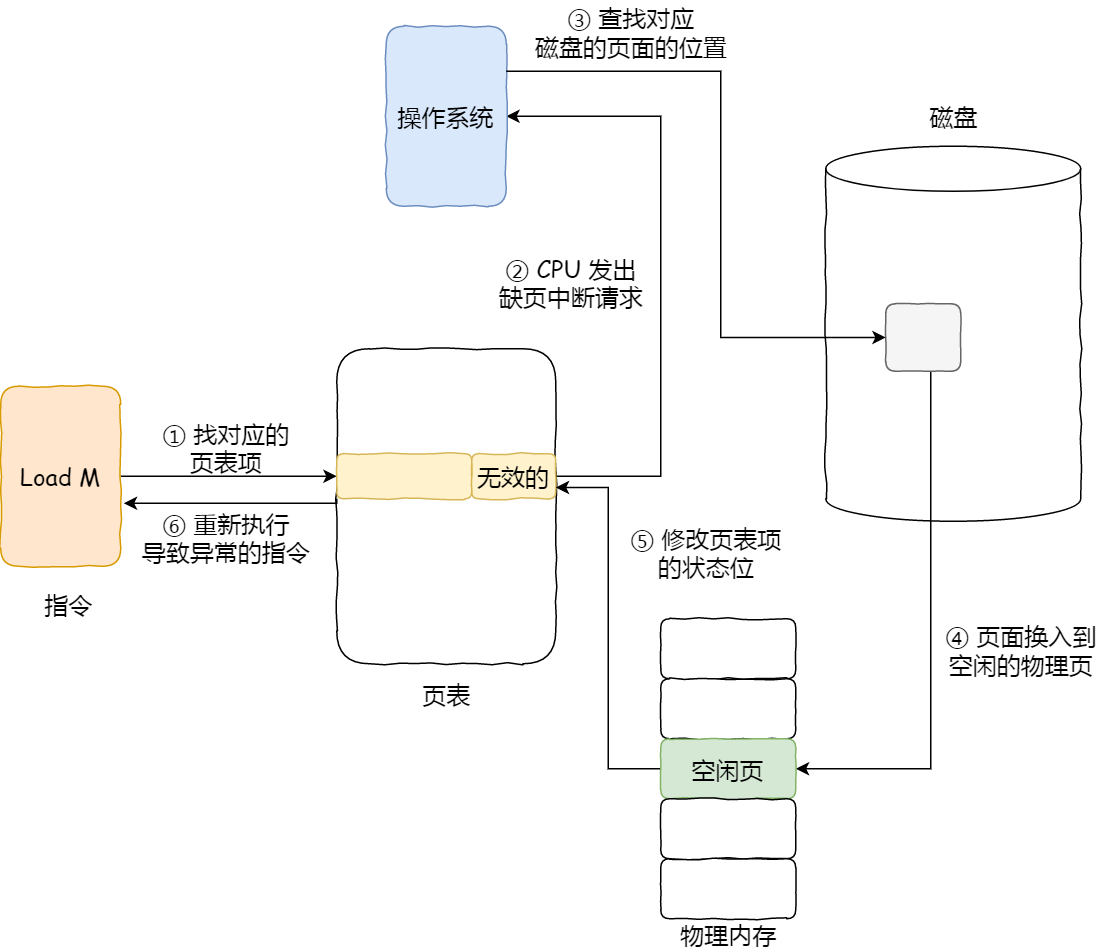 ③ 查找对应
磁盘的页面的位置
操作系统
磁盘
② CPU 发出
缺页中断请求
① 找对应的
页表项
Load M
无效的
⑥ 重新执行
导致异常的指令
⑤ 修改页表项
的状态位
指令
④ 页面换入到
空闲的物理页
页表
空闲页
物理内存